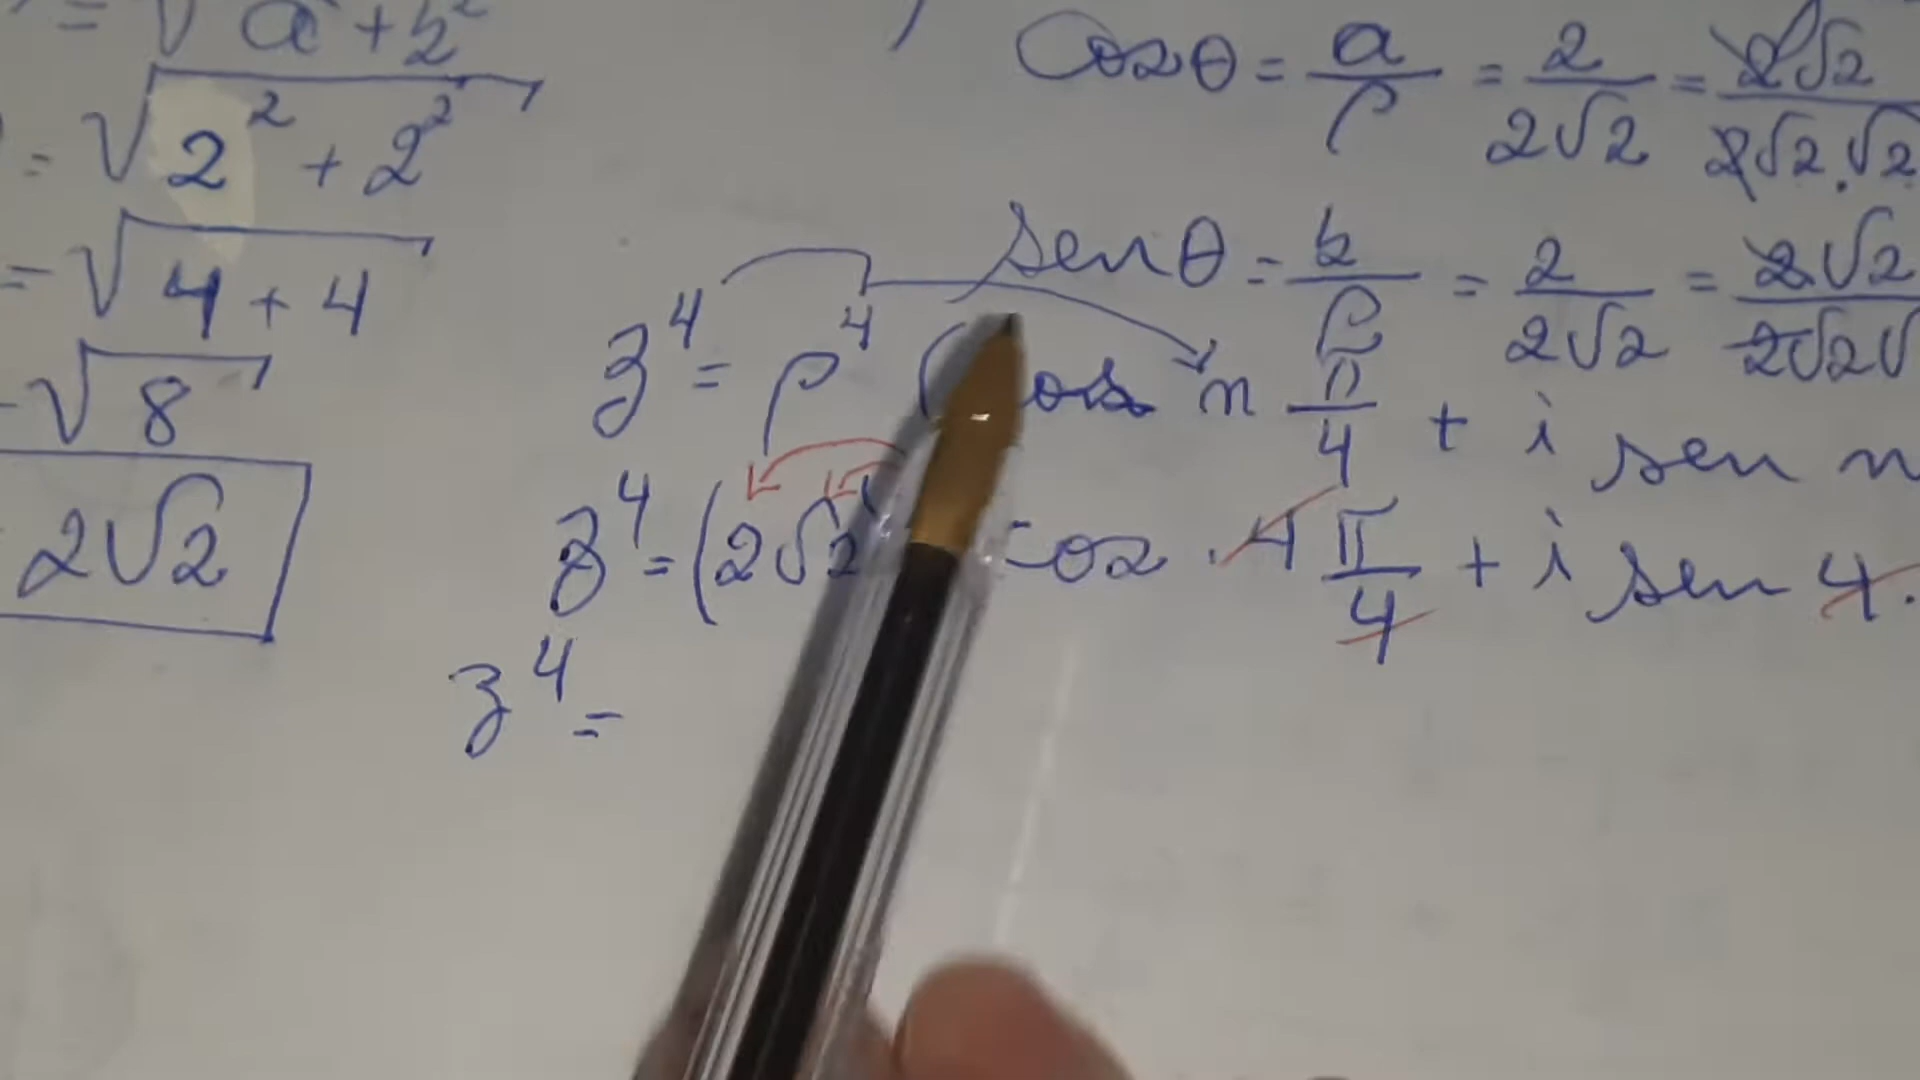 = √a² + b²
= √2² + 2²
= √4 + 4
√8
2√2
cos θ = a/ρ = 2/2√2 = 2√2/2√2.√2
sen θ = b/ρ = 2/2√2 = 2√2/2√2√
z⁴ = ρ⁴ (cos n π/4 + i sen n
z⁴ = (2√2 cos . 4 π/4 + i sen 4.
z⁴ =